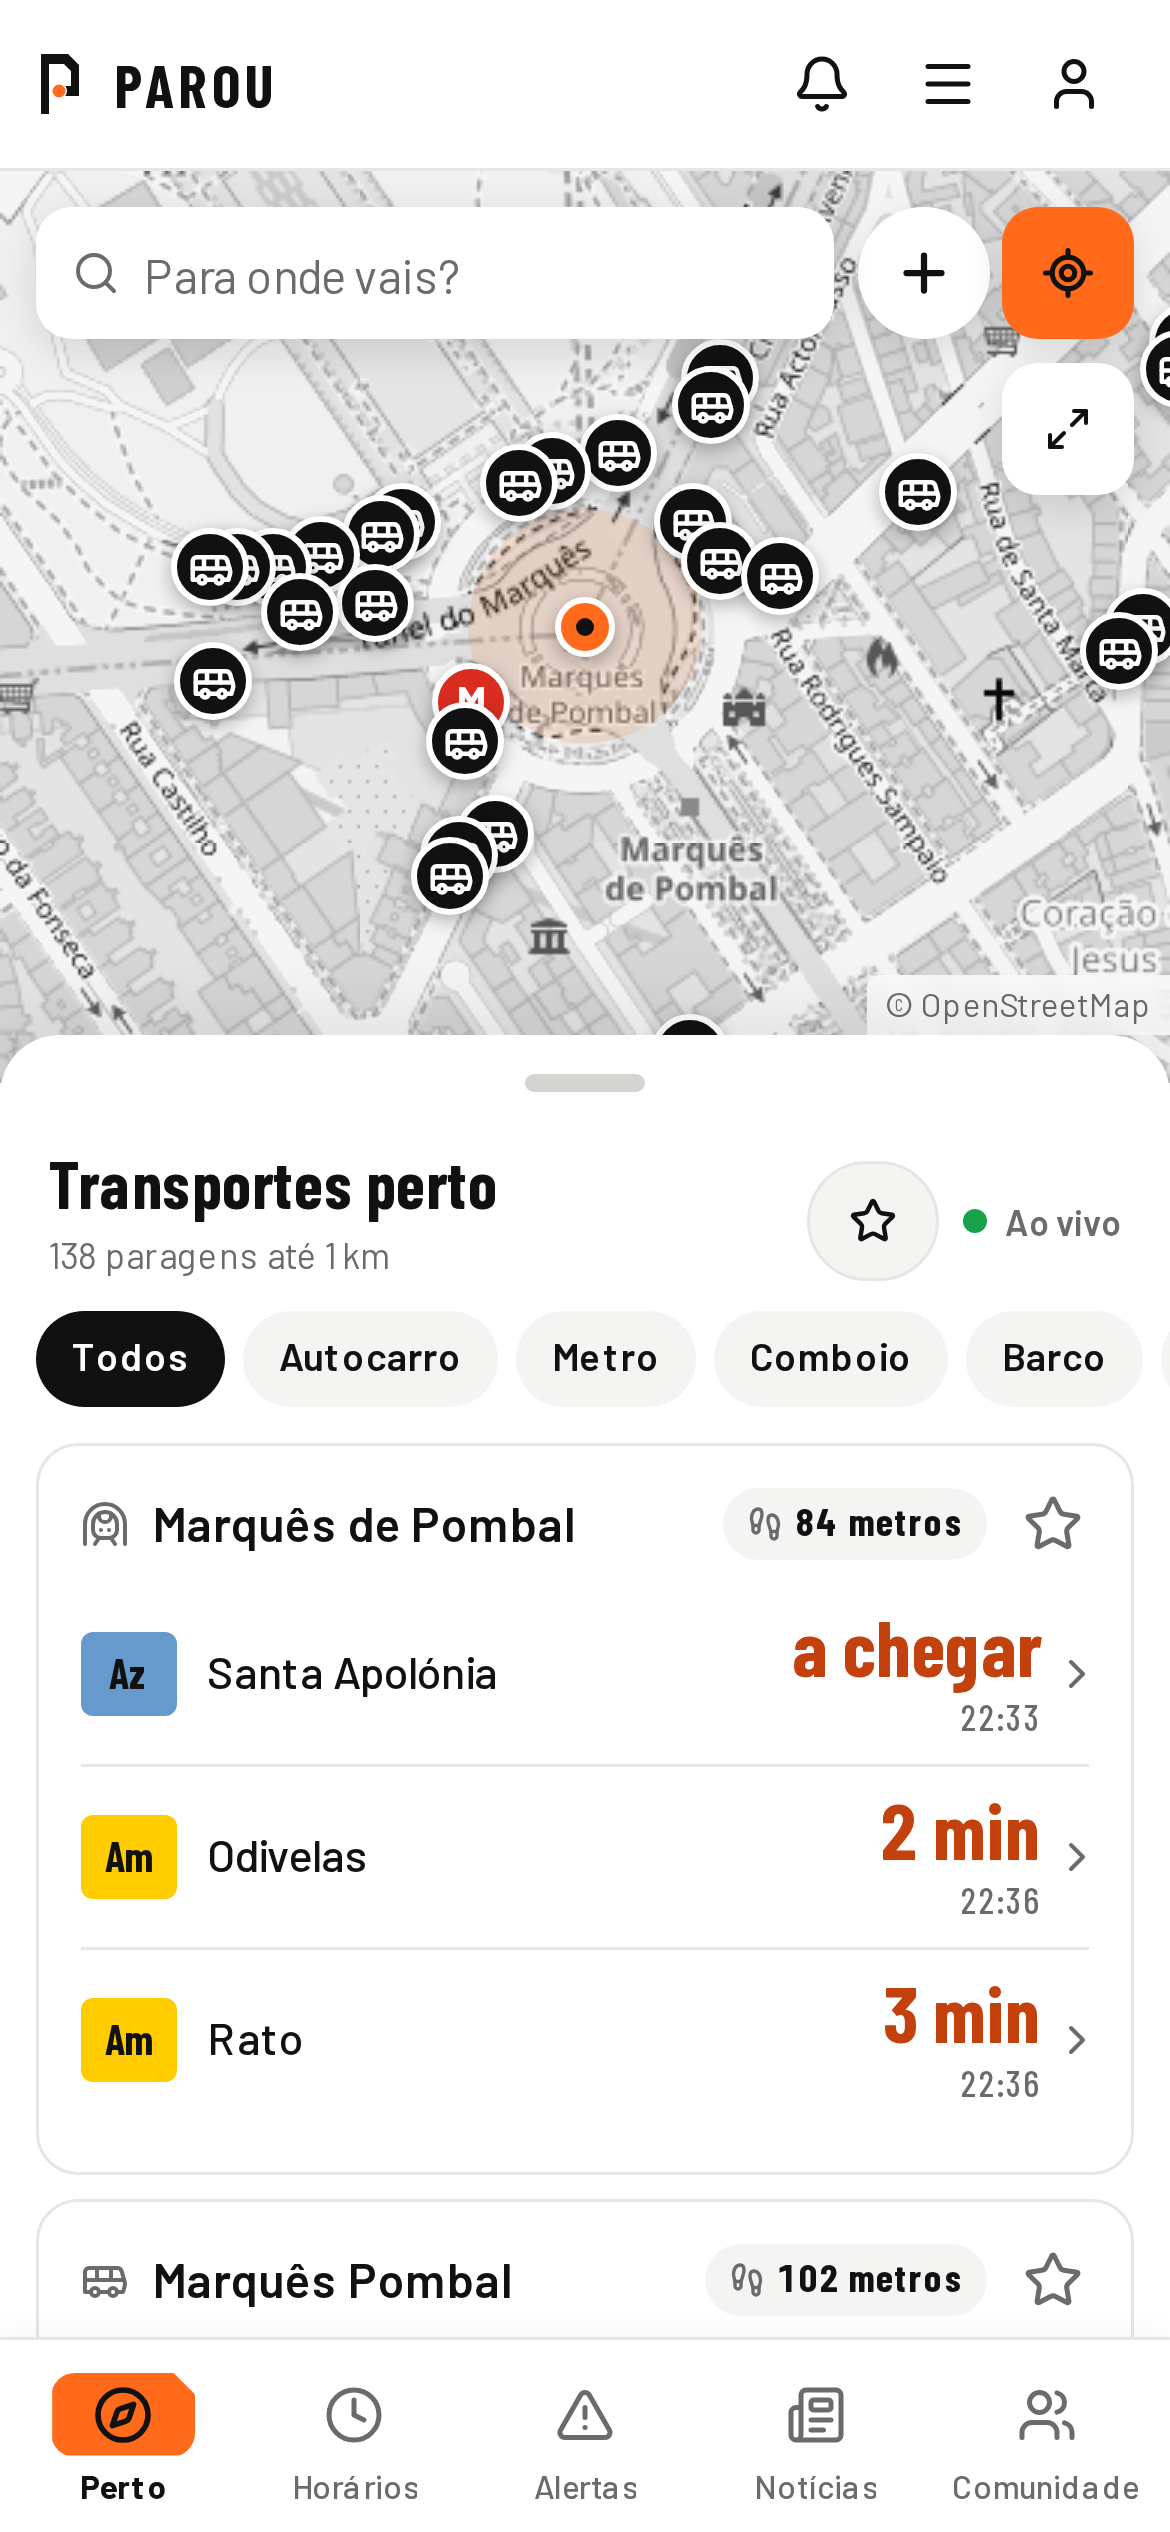 PAROU
Para onde vais?
Rua Acto
Túnel do Marquês
Marquês
de Pombal
Rua de Santa Marta
Rua Rodrigues Sampaio
Rua Castilho
o da Fonseca
Marquês
de Pombal
Coração
Jesus
© OpenStreetMap
Transportes perto
138 paragens até 1 km
Ao vivo
Todos
Autocarro
Metro
Comboio
Barco
Marquês de Pombal
84 metros
Az
Santa Apolónia
a chegar
22:33
Am
Odivelas
2 min
22:36
Am
Rato
3 min
22:36
Marquês Pombal
102 metros
Perto
Horários
Alertas
Notícias
Comunidade